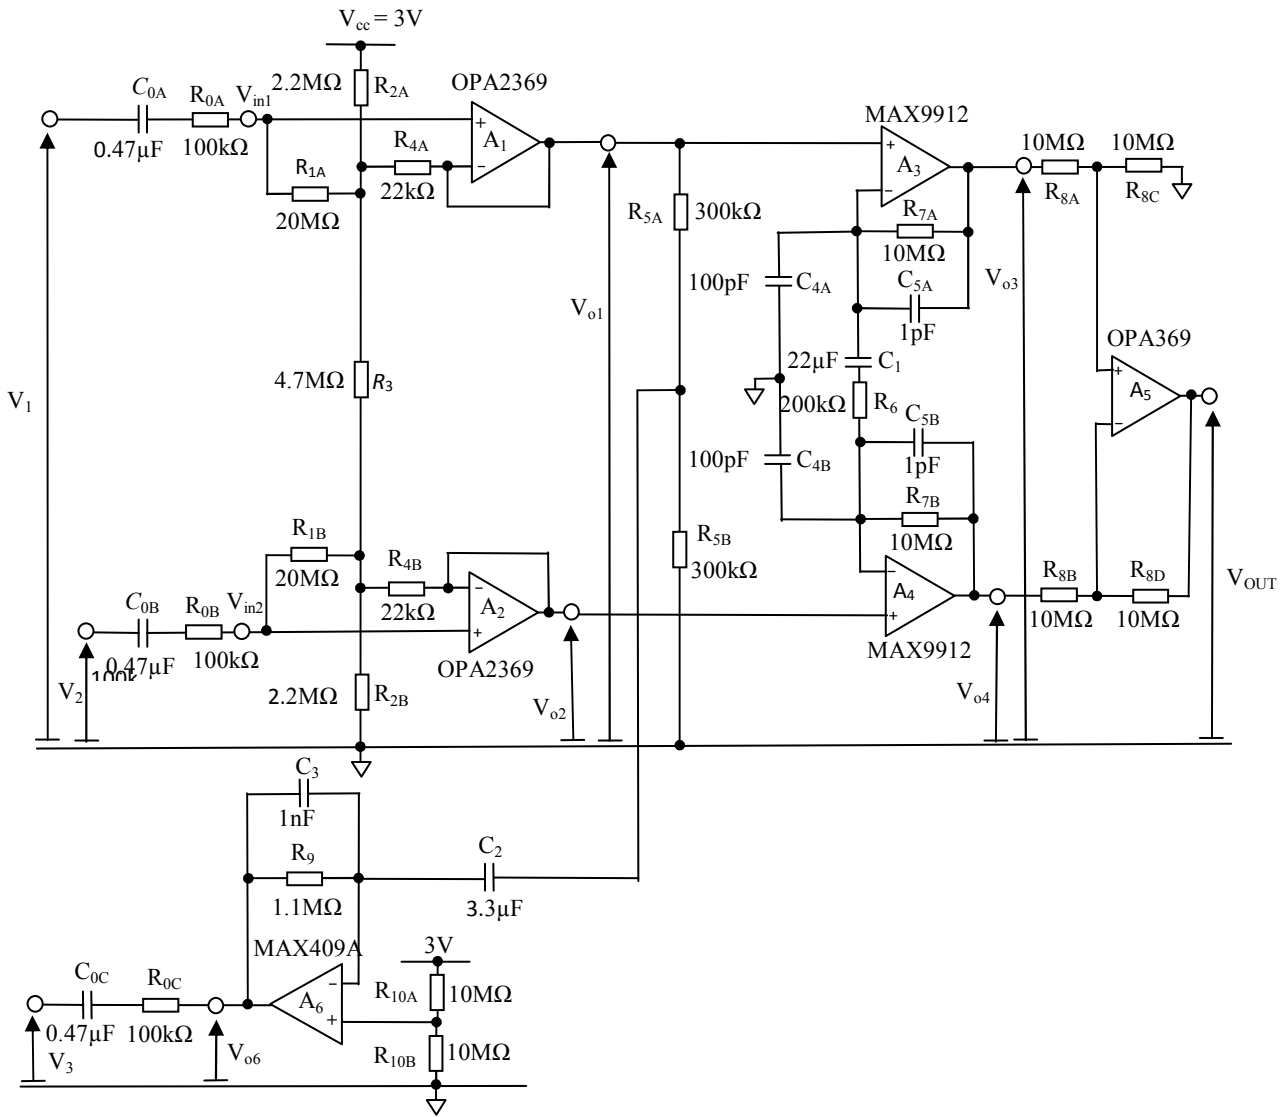 Vcc = 3V
2.2MΩ R2A
OPA2369
C0A
R0A
Vin1
0.47µF
100kΩ
R4A
22kΩ
+
A1
−
R1A
20MΩ
MAX9912
+
A3
−
10MΩ
R8A
10MΩ
R8C
R5A 300kΩ
R7A
10MΩ
100pF C4A
C5A
1pF
Vo1
Vo3
22µF C1
200kΩ R6
OPA369
+
A5
−
4.7MΩ R3
V1
C5B
1pF
100pF C4B
R7B
10MΩ
R1B
20MΩ
R4B
22kΩ
−
A2
+
OPA2369
R5B
300kΩ
−
A4
+
MAX9912
R8B
10MΩ
R8D
10MΩ
VOUT
C0B
R0B
Vin2
0.47µF
100kΩ
100k
V2
2.2MΩ R2B
Vo2
Vo4
C3
1nF
R9
1.1MΩ
C2
3.3µF
MAX409A
−
A6
+
3V
R10A 10MΩ
R10B 10MΩ
C0C
R0C
0.47µF
100kΩ
V3
Vo6